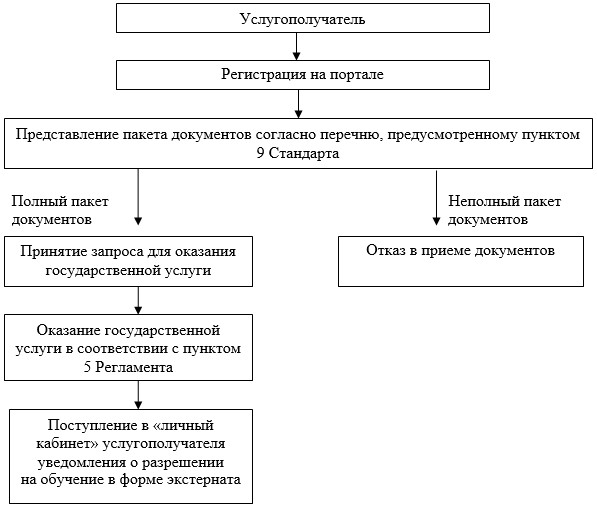 Услугополучатель
Регистрация на портале
Представление пакета документов согласно перечню, предусмотренному пунктом
9 Стандарта
Полный пакет
документов
Неполный пакет
документов
Принятие запроса для оказания
государственной услуги
Отказ в приеме документов
Оказание государственной
услуги в соответствии с пунктом
5 Регламента
Поступление в «личный
кабинет» услугополучателя
уведомления о разрешении
на обучение в форме экстерната